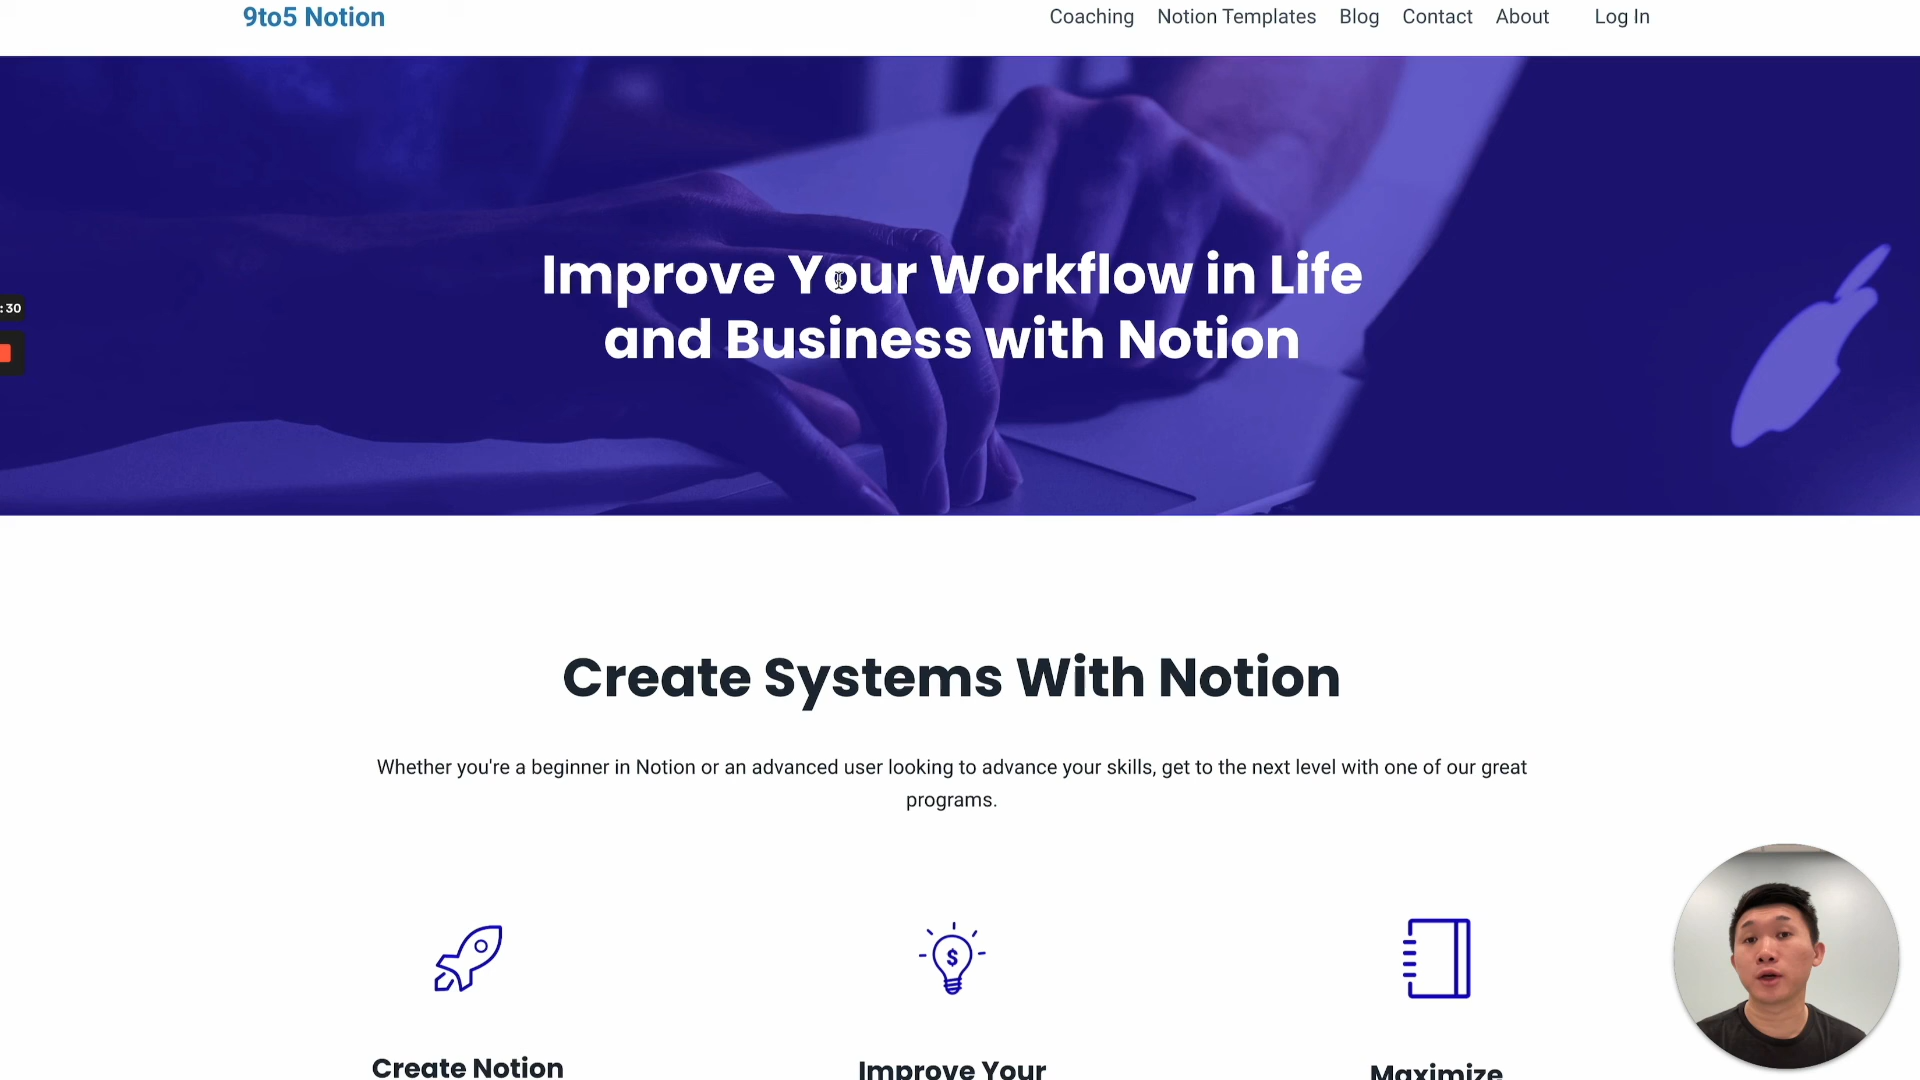 9to5 Notion
Coaching Notion Templates Blog Contact About Log In
Improve Your Workflow in Life
and Business with Notion
:30
Create Systems With Notion
Whether you're a beginner in Notion or an advanced user looking to advance your skills, get to the next level with one of our great
programs.
$
Create Notion
Improve Your
Maximize